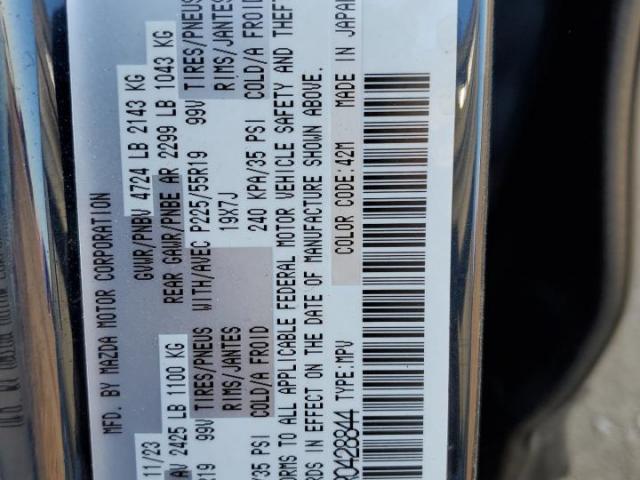 MFD. BY MAZDA MOTOR CORPORATION
11/23 GVWR/PNBV 4724 LB 2143 KG
AV 2425 LB 1100 KG REAR GAWR/PNBE AR 2299 LB 1043 KG
R19 99V TIRES/PNEUS WITH/AVEC P225/55R19 99V TIRES/PNEUS
RIMS/JANTES 19X7J RIMS/JANTES
/35 PSI COLD/A FROID 240 KPA/35 PSI COLD/A FROID
ORMS TO ALL APPLICABLE FEDERAL MOTOR VEHICLE SAFETY AND THEFT
RDS IN EFFECT ON THE DATE OF MANUFACTURE SHOWN ABOVE.
0428844 TYPE:MPV COLOR CODE:42M MADE IN JAPAN